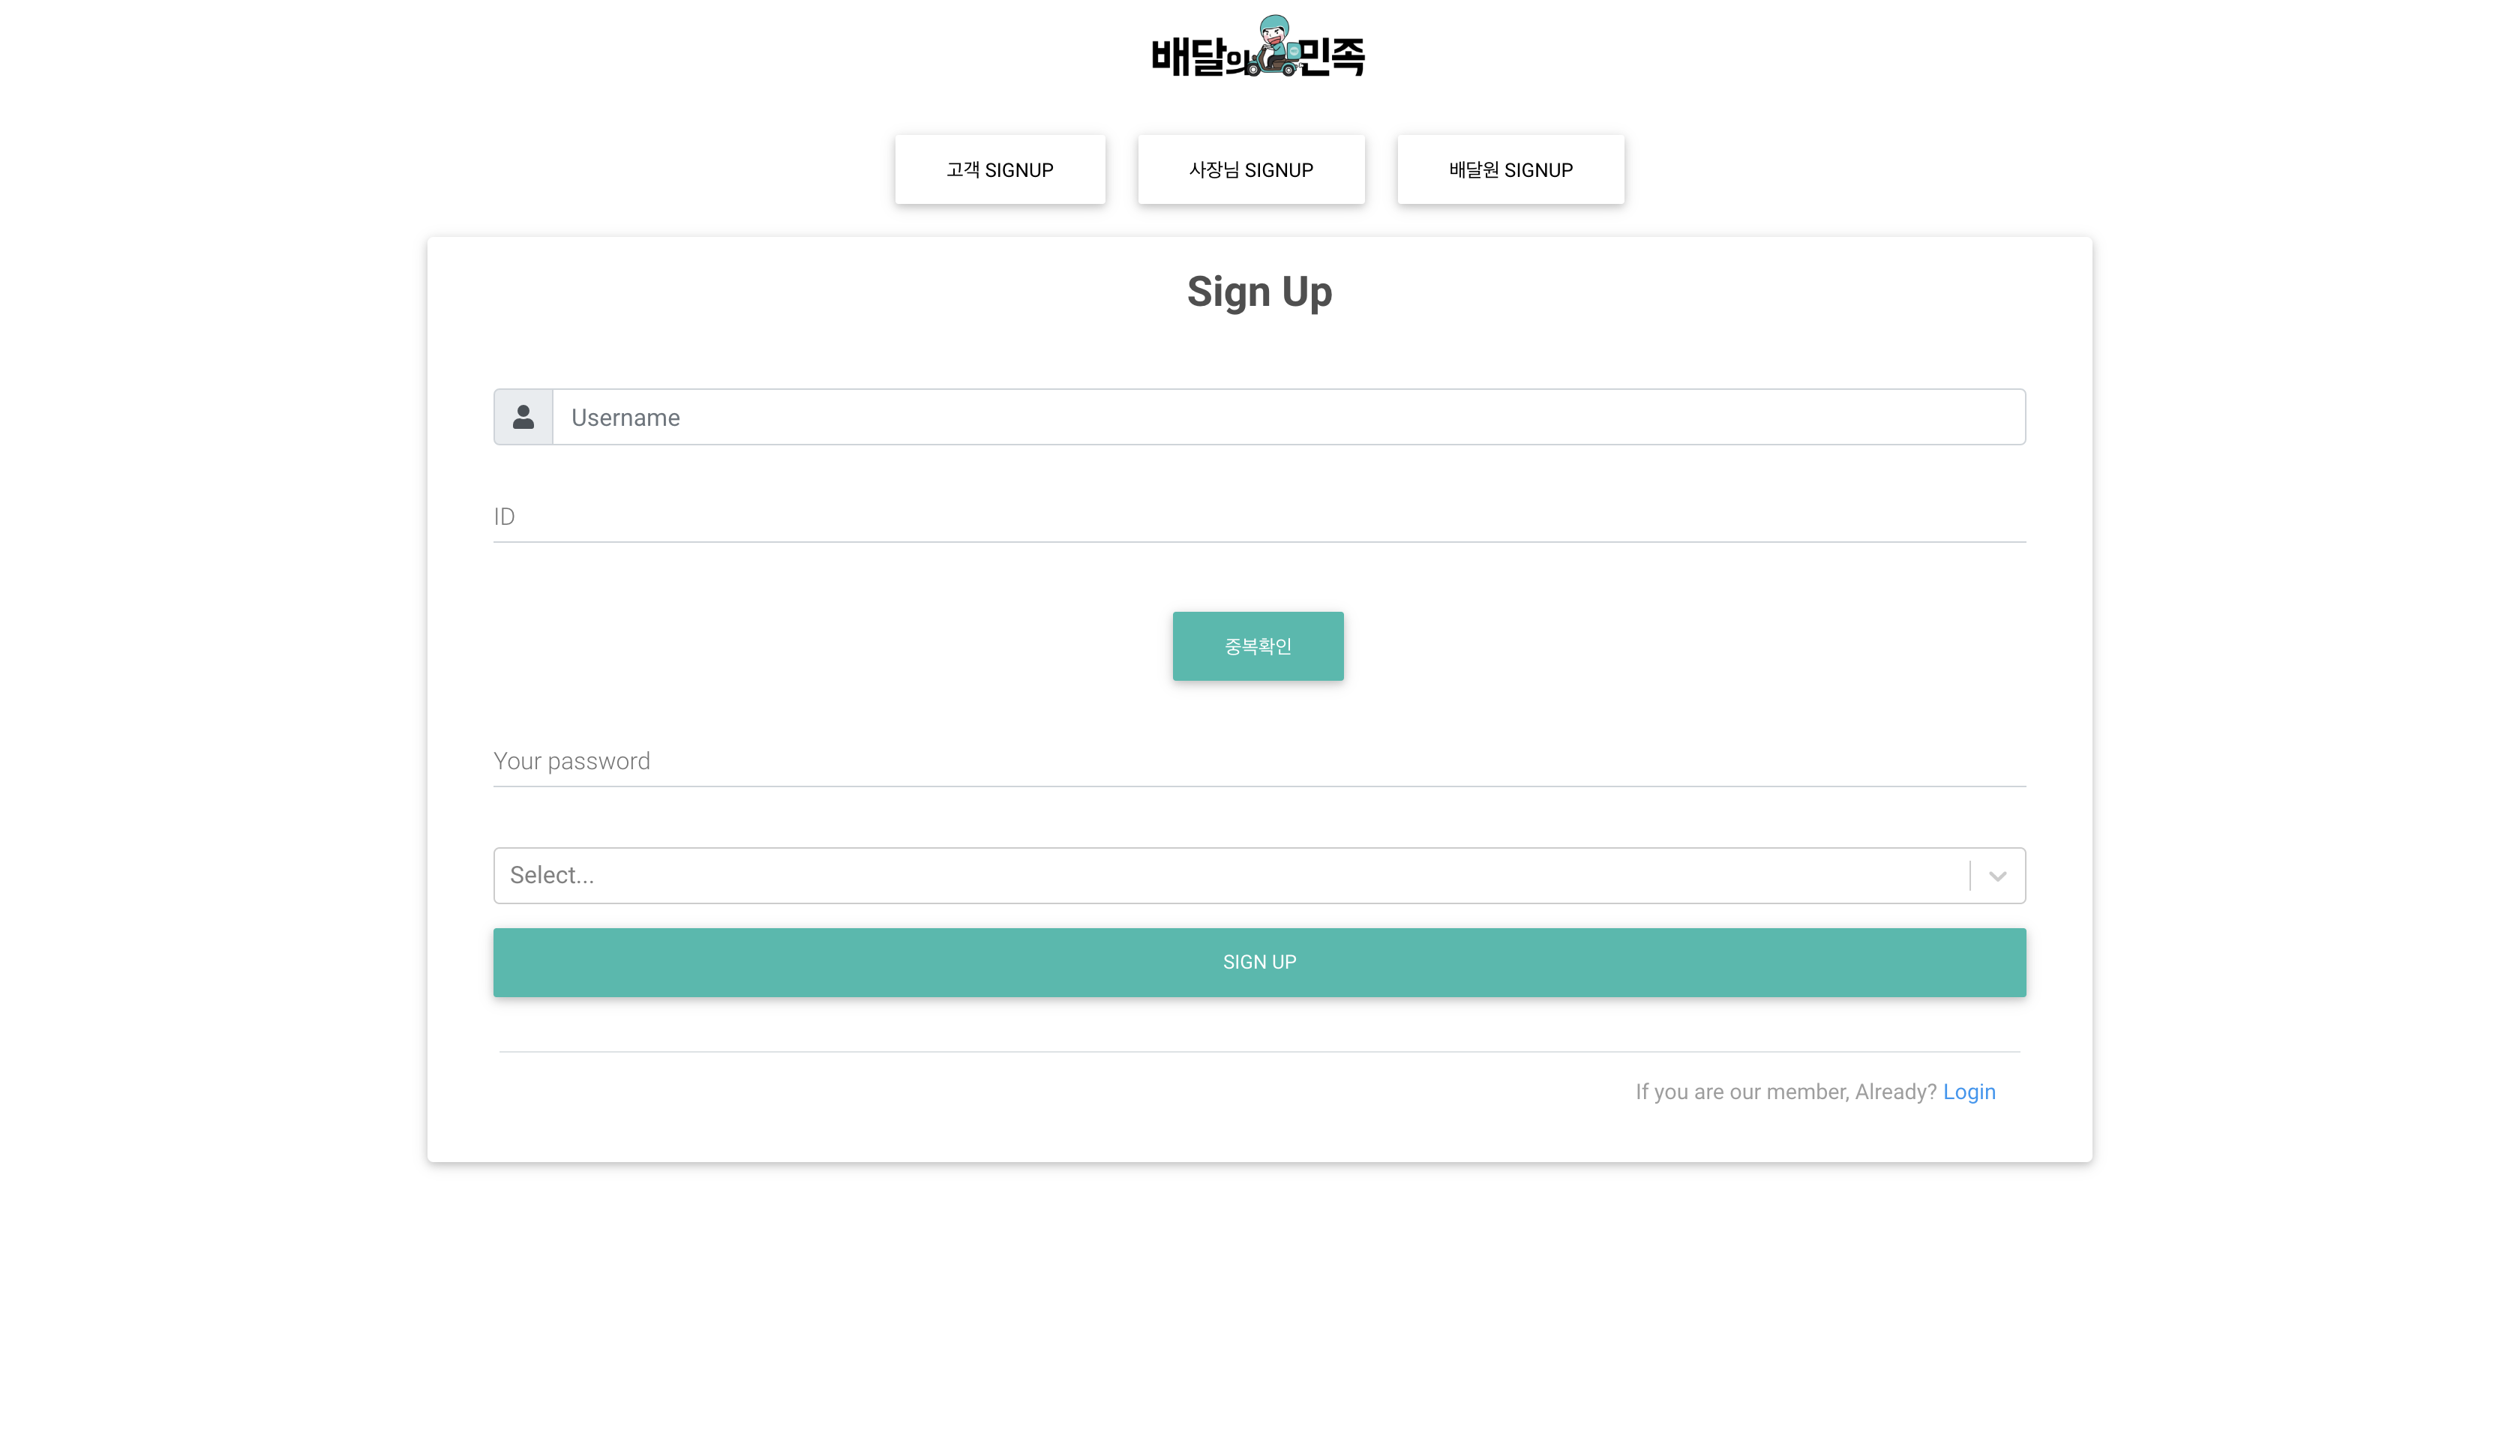 배달의민족
고객 SIGNUP
사장님 SIGNUP
배달원 SIGNUP
Sign Up
Username
ID
중복확인
Your password
Select...
SIGN UP
If you are our member, Already? Login